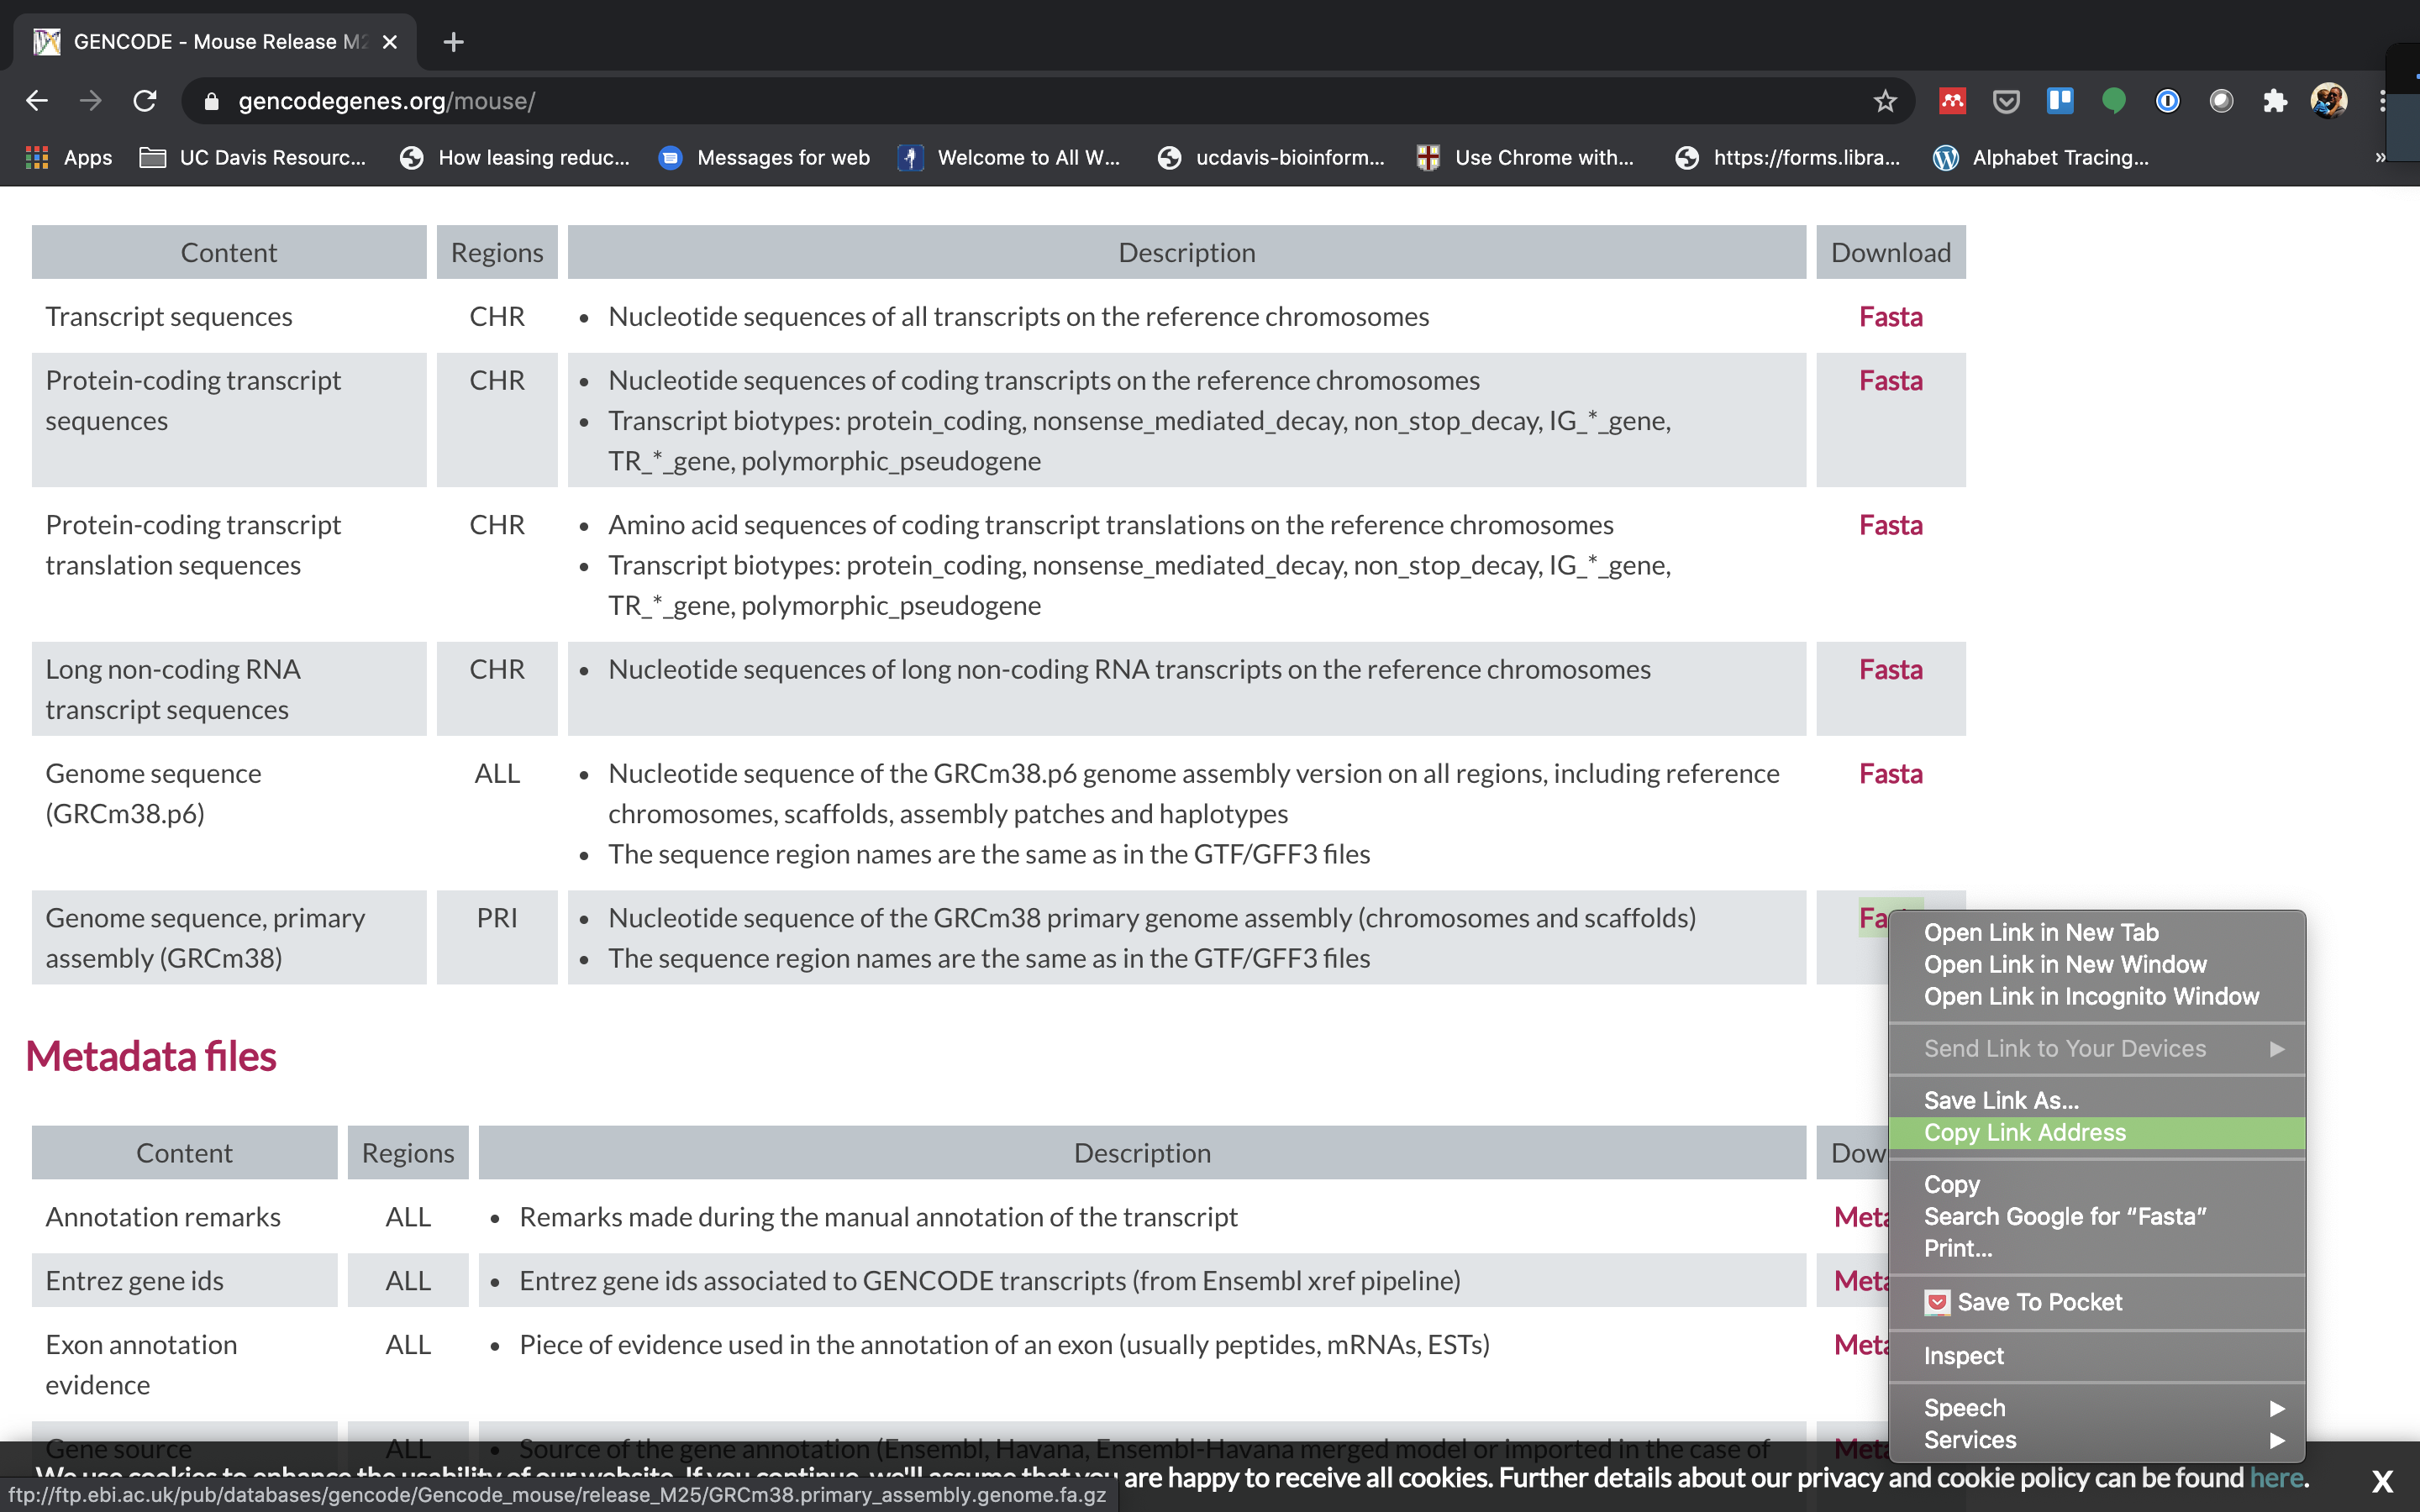 GENCODE - Mouse Release M2
gencodegenes.org/mouse/
Apps UC Davis Resourc... How leasing reduc... Messages for web Welcome to All W... ucdavis-bioinform... Use Chrome with... https://forms.libra... Alphabet Tracing... »
Content Regions Description Download
Transcript sequences CHR • Nucleotide sequences of all transcripts on the reference chromosomes Fasta
Protein-coding transcript CHR • Nucleotide sequences of coding transcripts on the reference chromosomes Fasta
sequences • Transcript biotypes: protein_coding, nonsense_mediated_decay, non_stop_decay, IG_*_gene,
TR_*_gene, polymorphic_pseudogene
Protein-coding transcript CHR • Amino acid sequences of coding transcript translations on the reference chromosomes Fasta
translation sequences • Transcript biotypes: protein_coding, nonsense_mediated_decay, non_stop_decay, IG_*_gene,
TR_*_gene, polymorphic_pseudogene
Long non-coding RNA CHR • Nucleotide sequences of long non-coding RNA transcripts on the reference chromosomes Fasta
transcript sequences
Genome sequence ALL • Nucleotide sequence of the GRCm38.p6 genome assembly version on all regions, including reference Fasta
(GRCm38.p6) chromosomes, scaffolds, assembly patches and haplotypes
• The sequence region names are the same as in the GTF/GFF3 files
Genome sequence, primary PRI • Nucleotide sequence of the GRCm38 primary genome assembly (chromosomes and scaffolds) Fa
assembly (GRCm38) • The sequence region names are the same as in the GTF/GFF3 files
Open Link in New Tab
Open Link in New Window
Open Link in Incognito Window
Send Link to Your Devices
Save Link As...
Copy Link Address
Copy
Search Google for “Fasta”
Print...
Save To Pocket
Inspect
Speech
Services
Metadata files
Content Regions Description Dow
Annotation remarks ALL • Remarks made during the manual annotation of the transcript Meta
Entrez gene ids ALL • Entrez gene ids associated to GENCODE transcripts (from Ensembl xref pipeline) Meta
Exon annotation ALL • Piece of evidence used in the annotation of an exon (usually peptides, mRNAs, ESTs) Meta
evidence
Gene source ALL • Source of the gene annotation (Ensembl, Havana, Ensembl-Havana merged model or imported in the case of Meta
We use cookies to enhance the usability of our website. If you continue, we'll assume that you are happy to receive all cookies. Further details about our privacy and cookie policy can be found here. X
ftp://ftp.ebi.ac.uk/pub/databases/gencode/Gencode_mouse/release_M25/GRCm38.primary_assembly.genome.fa.gz